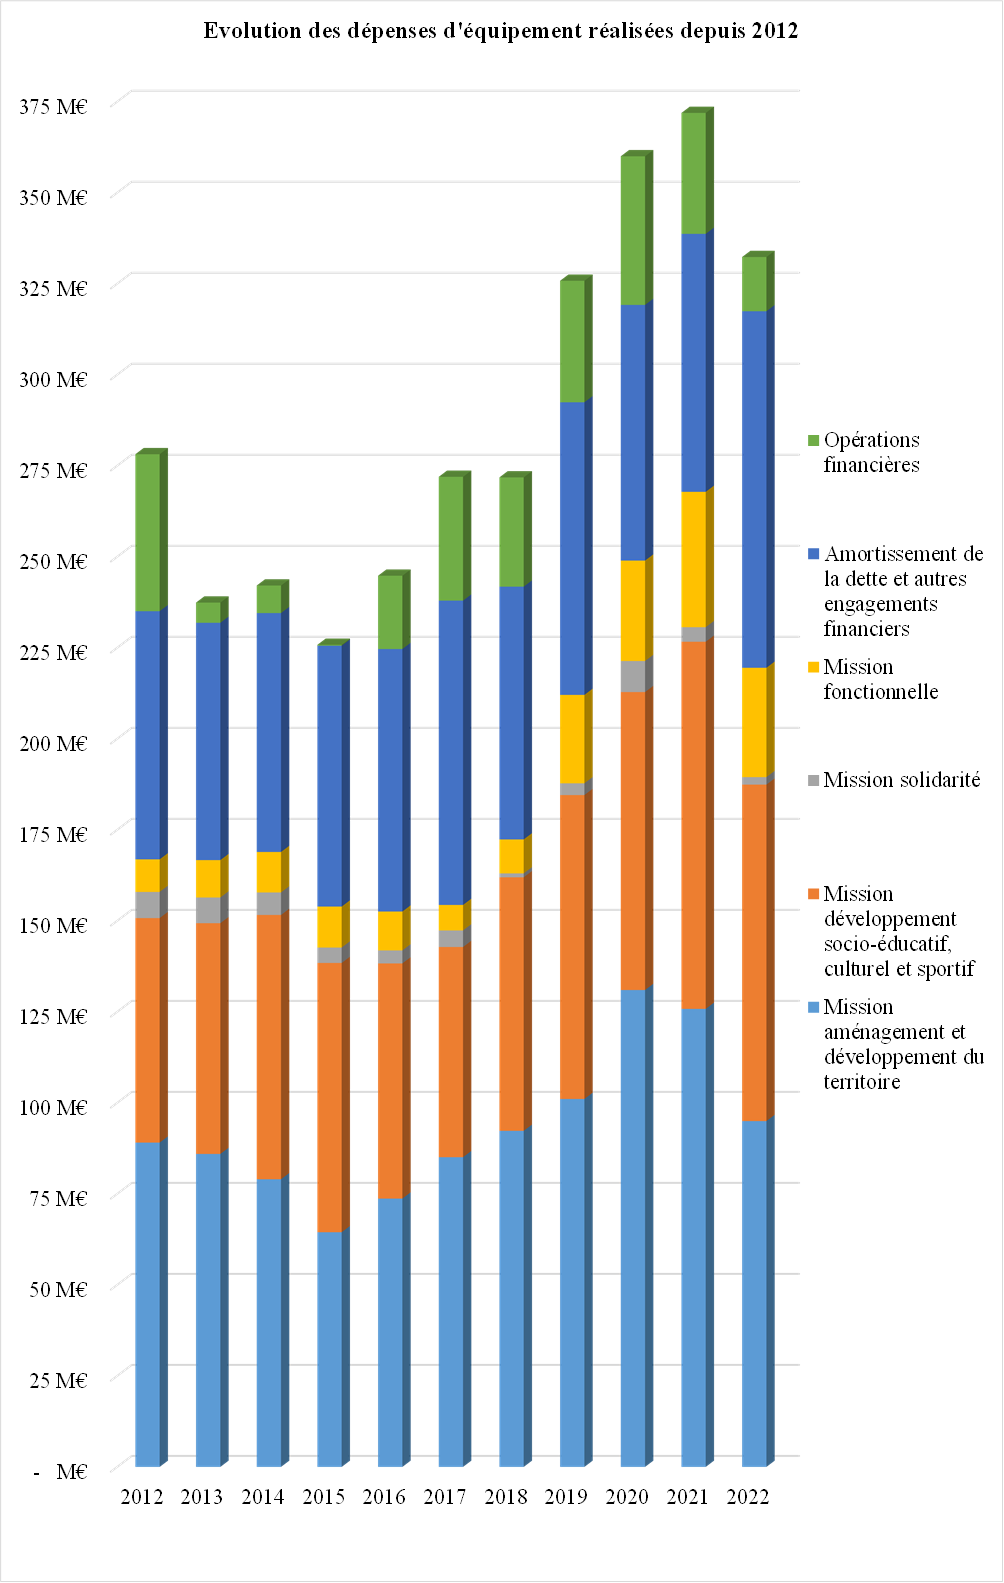 Evolution des dépenses d'équipement réalisées depuis 2012
375 M€
350 M€
325 M€
300 M€
275 M€
250 M€
225 M€
200 M€
175 M€
150 M€
125 M€
100 M€
75 M€
50 M€
25 M€
- M€
2012 2013 2014 2015 2016 2017 2018 2019 2020 2021 2022
Opérations
financières
Amortissement de
la dette et autres
engagements
financiers
Mission
fonctionnelle
Mission solidarité
Mission
développement
socio-éducatif,
culturel et sportif
Mission
aménagement et
développement du
territoire